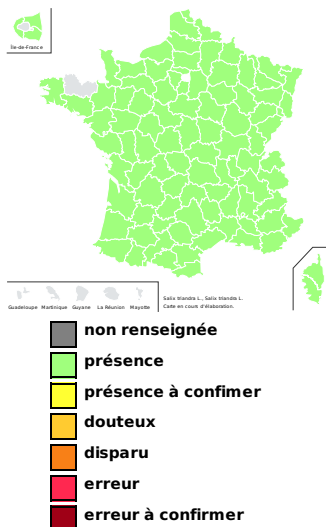 Île-de-France
Guadeloupe Martinique Guyane La Réunion Mayotte
Salix triandra L., Salix triandra L.
Carte en cours d'élaboration.
non renseignée
présence
présence à confimer
douteux
disparu
erreur
erreur à confirmer